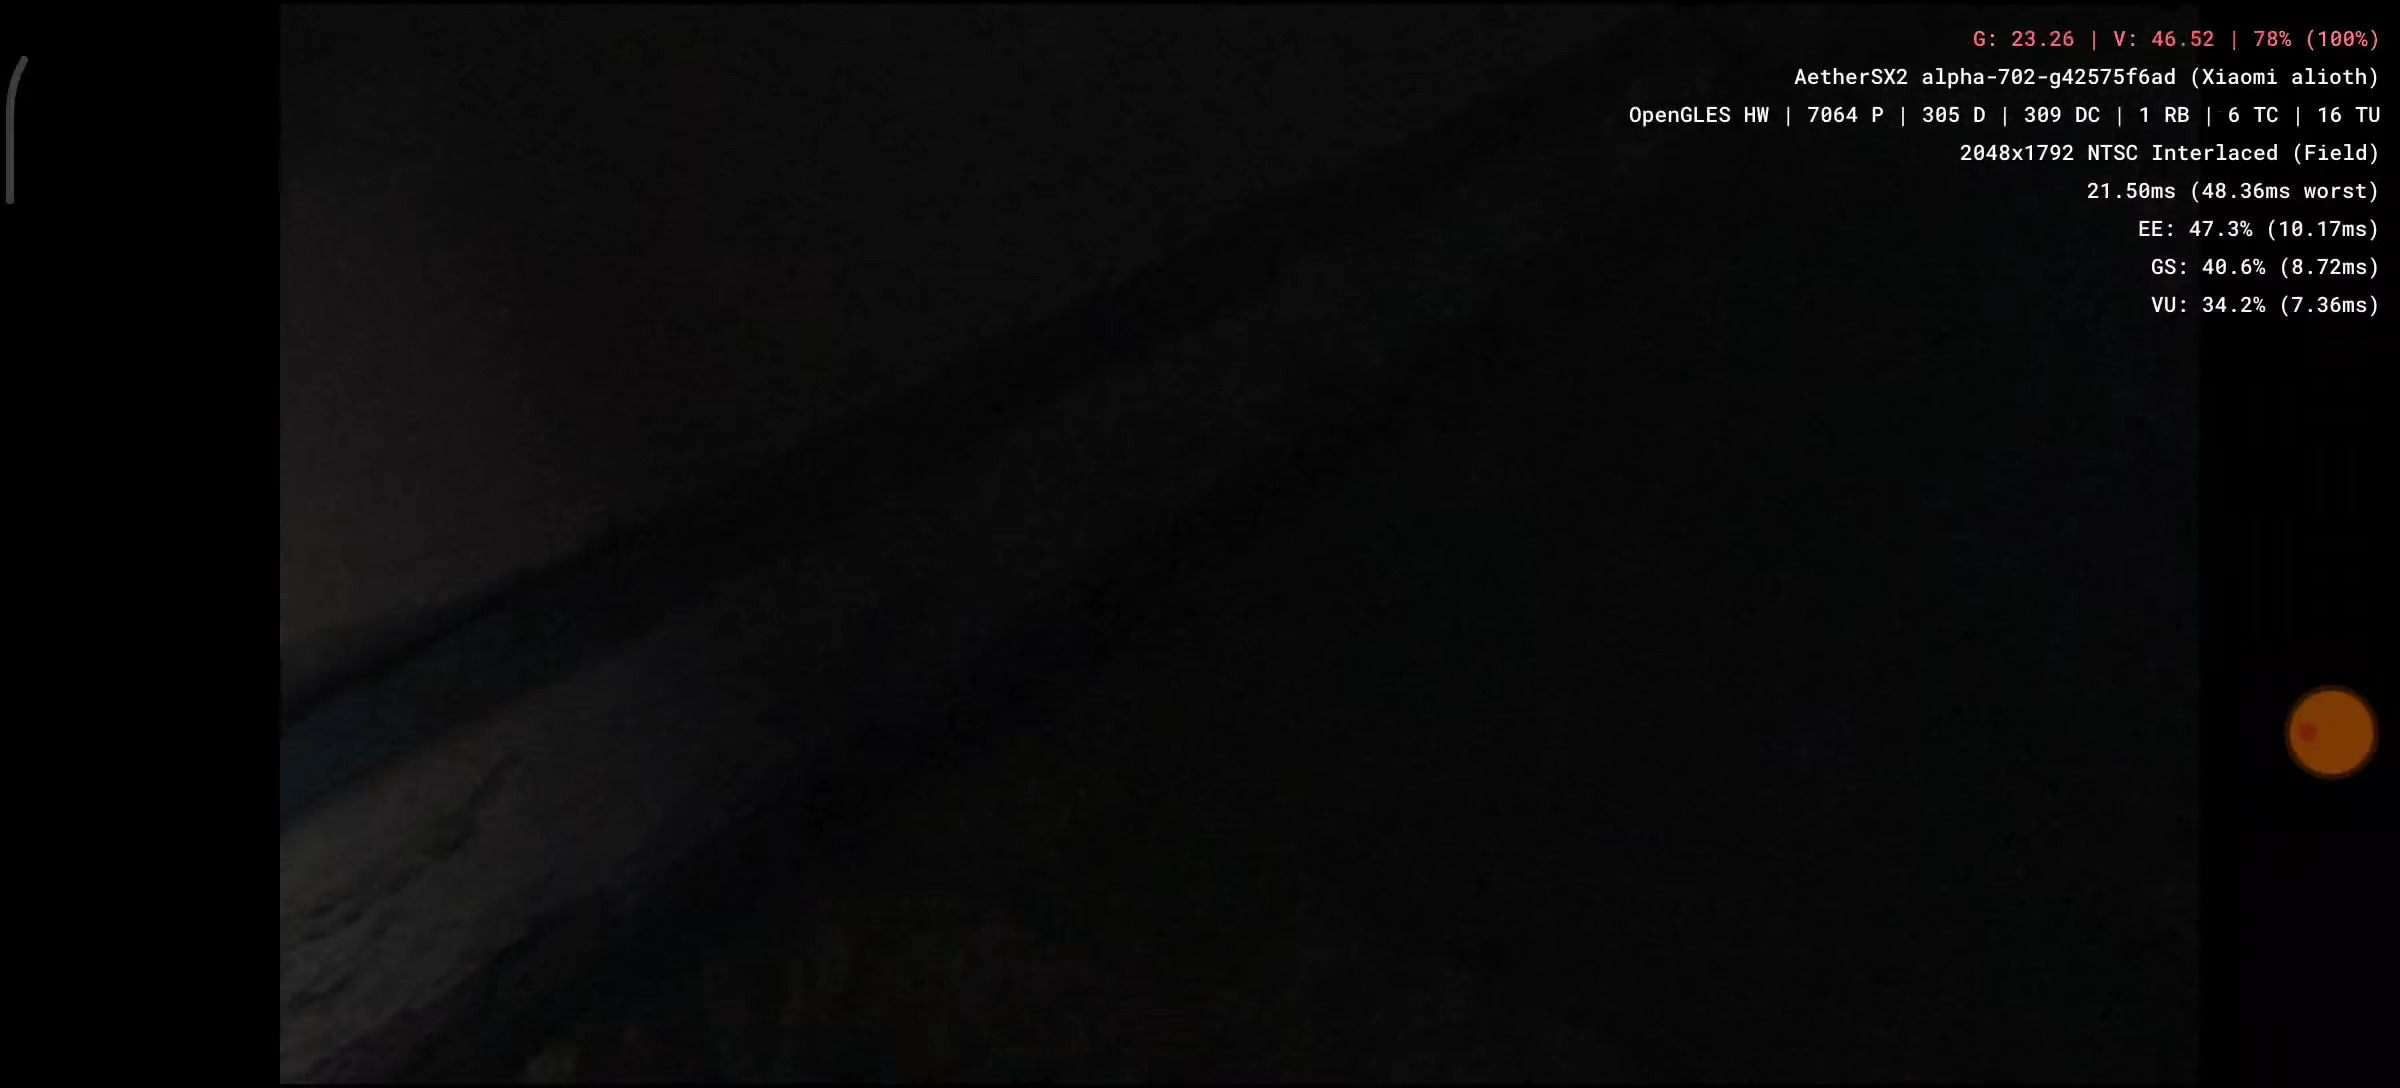 G: 23.26 | V: 46.52 | 78% (100%)
AetherSX2 alpha-702-g42575f6ad (Xiaomi alioth)
OpenGLES HW | 7064 P | 305 D | 309 DC | 1 RB | 6 TC | 16 TU
2048x1792 NTSC Interlaced (Field)
21.50ms (48.36ms worst)
EE: 47.3% (10.17ms)
GS: 40.6% (8.72ms)
VU: 34.2% (7.36ms)